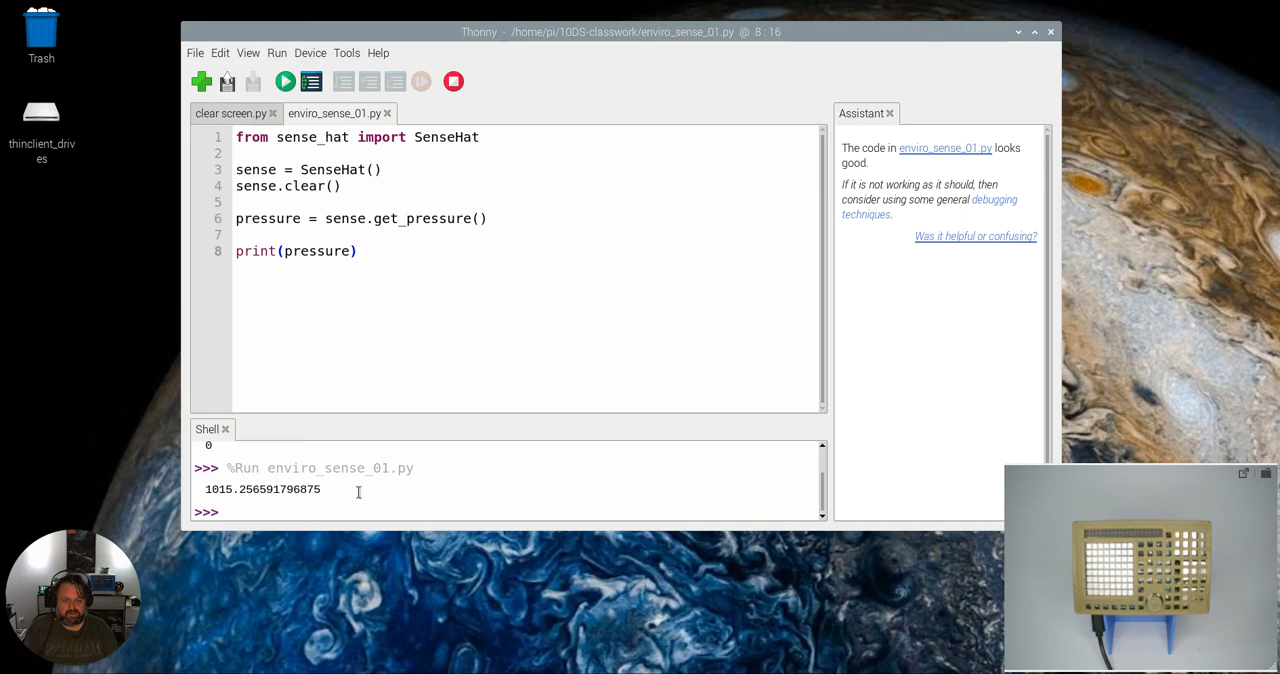 Trash
thinclient_driv
es
Thonny - /home/pi/10DS-classwork/enviro_sense_01.py @ 8 : 16
File Edit View Run Device Tools Help
clear screen.py
enviro_sense_01.py
1 from sense_hat import SenseHat
2
3 sense = SenseHat()
4 sense.clear()
5
6 pressure = sense.get_pressure()
7
8 print(pressure)
Assistant
The code in enviro_sense_01.py looks
good.
If it is not working as it should, then
consider using some general debugging
techniques.
Was it helpful or confusing?
Shell
0
>>> %Run enviro_sense_01.py
1015.256591796875
>>>